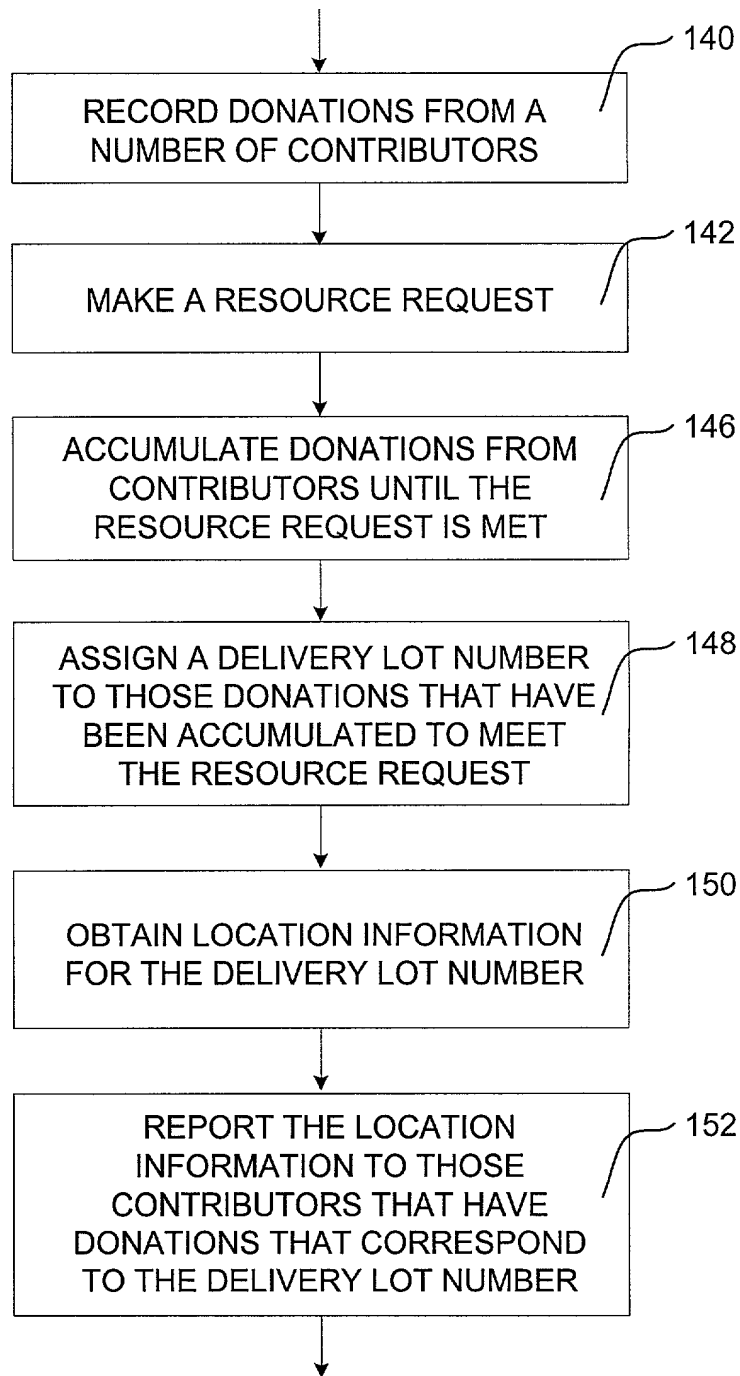 140
RECORD DONATIONS FROM A
NUMBER OF CONTRIBUTORS
142
MAKE A RESOURCE REQUEST
146
ACCUMULATE DONATIONS FROM
CONTRIBUTORS UNTIL THE
RESOURCE REQUEST IS MET
148
ASSIGN A DELIVERY LOT NUMBER
TO THOSE DONATIONS THAT HAVE
BEEN ACCUMULATED TO MEET
THE RESOURCE REQUEST
150
OBTAIN LOCATION INFORMATION
FOR THE DELIVERY LOT NUMBER
152
REPORT THE LOCATION
INFORMATION TO THOSE
CONTRIBUTORS THAT HAVE
DONATIONS THAT CORRESPOND
TO THE DELIVERY LOT NUMBER